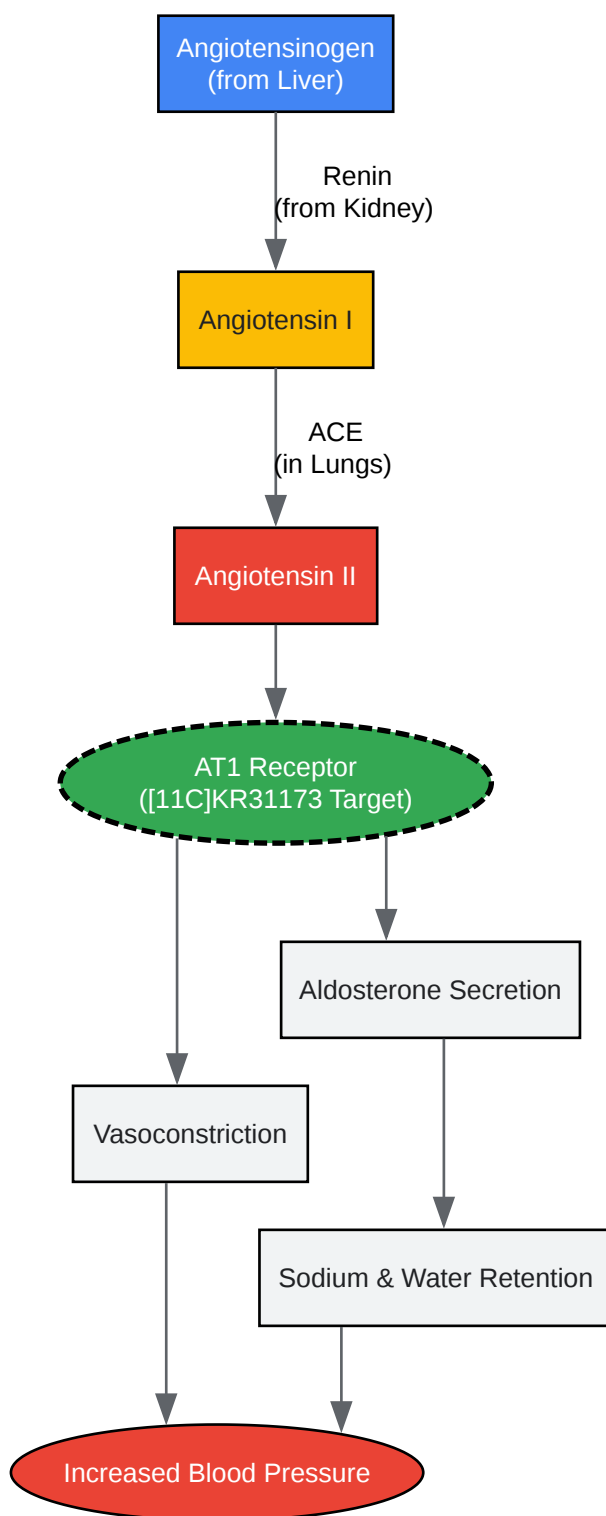 Angiotensinogen
(from Liver)
Renin
(from Kidney)
Angiotensin I
ACE
(in Lungs)
Angiotensin II
AT1 Receptor
([11C]KR31173 Target)
Aldosterone Secretion
Vasoconstriction
Sodium & Water Retention
Increased Blood Pressure